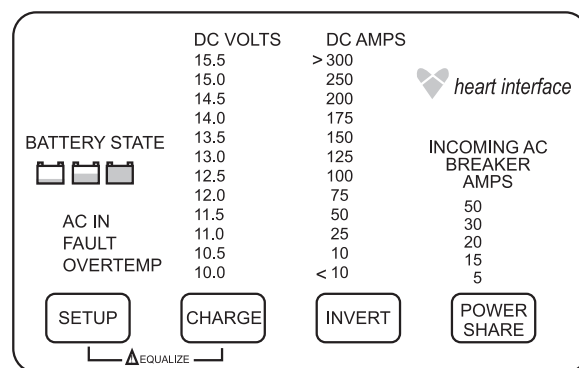 DC VOLTS
15.5
15.0
14.5
14.0
13.5
13.0
12.5
12.0
11.5
11.0
10.5
10.0
DC AMPS
> 300
250
200
175
150
125
100
75
50
25
10
< 10
heart interface
BATTERY STATE
AC IN
FAULT
OVERTEMP
INCOMING AC
BREAKER
AMPS
50
30
20
15
5
SETUP
CHARGE
INVERT
POWER
SHARE
EQUALIZE